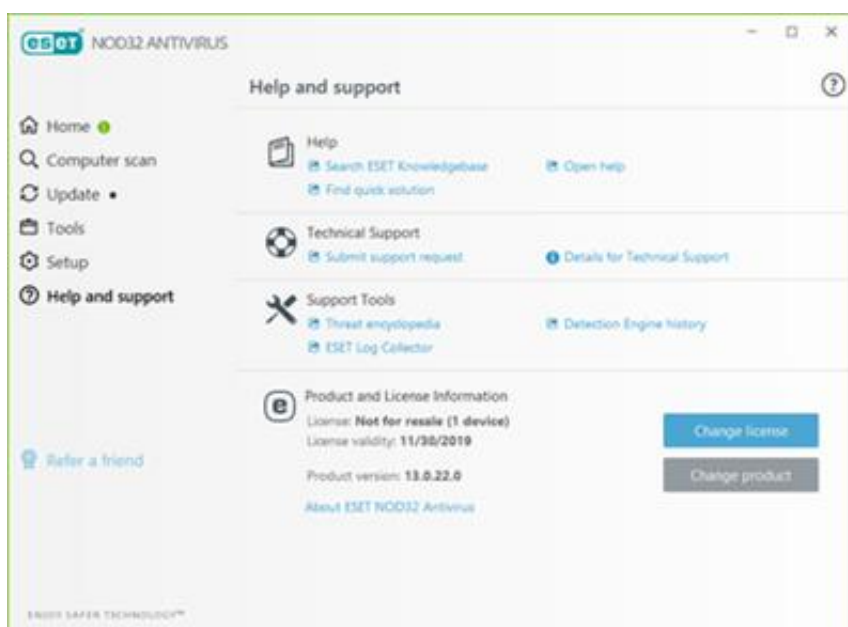 eset NOD32 ANTIVIRUS
Help and support
Home
Computer scan
Update
Tools
Setup
Help and support
Refer a friend
Help
Search ESET Knowledgebase
Open help
Find quick solution
Technical Support
Submit support request
Details for Technical Support
Support Tools
Threat encyclopedia
Detection Engine history
ESET Log Collector
Product and License Information
License: Not for resale (1 device)
License validity: 11/30/2019
Product version: 13.0.22.0
About ESET NOD32 Antivirus
Change license
Change product
ENJOY SAFER TECHNOLOGY™